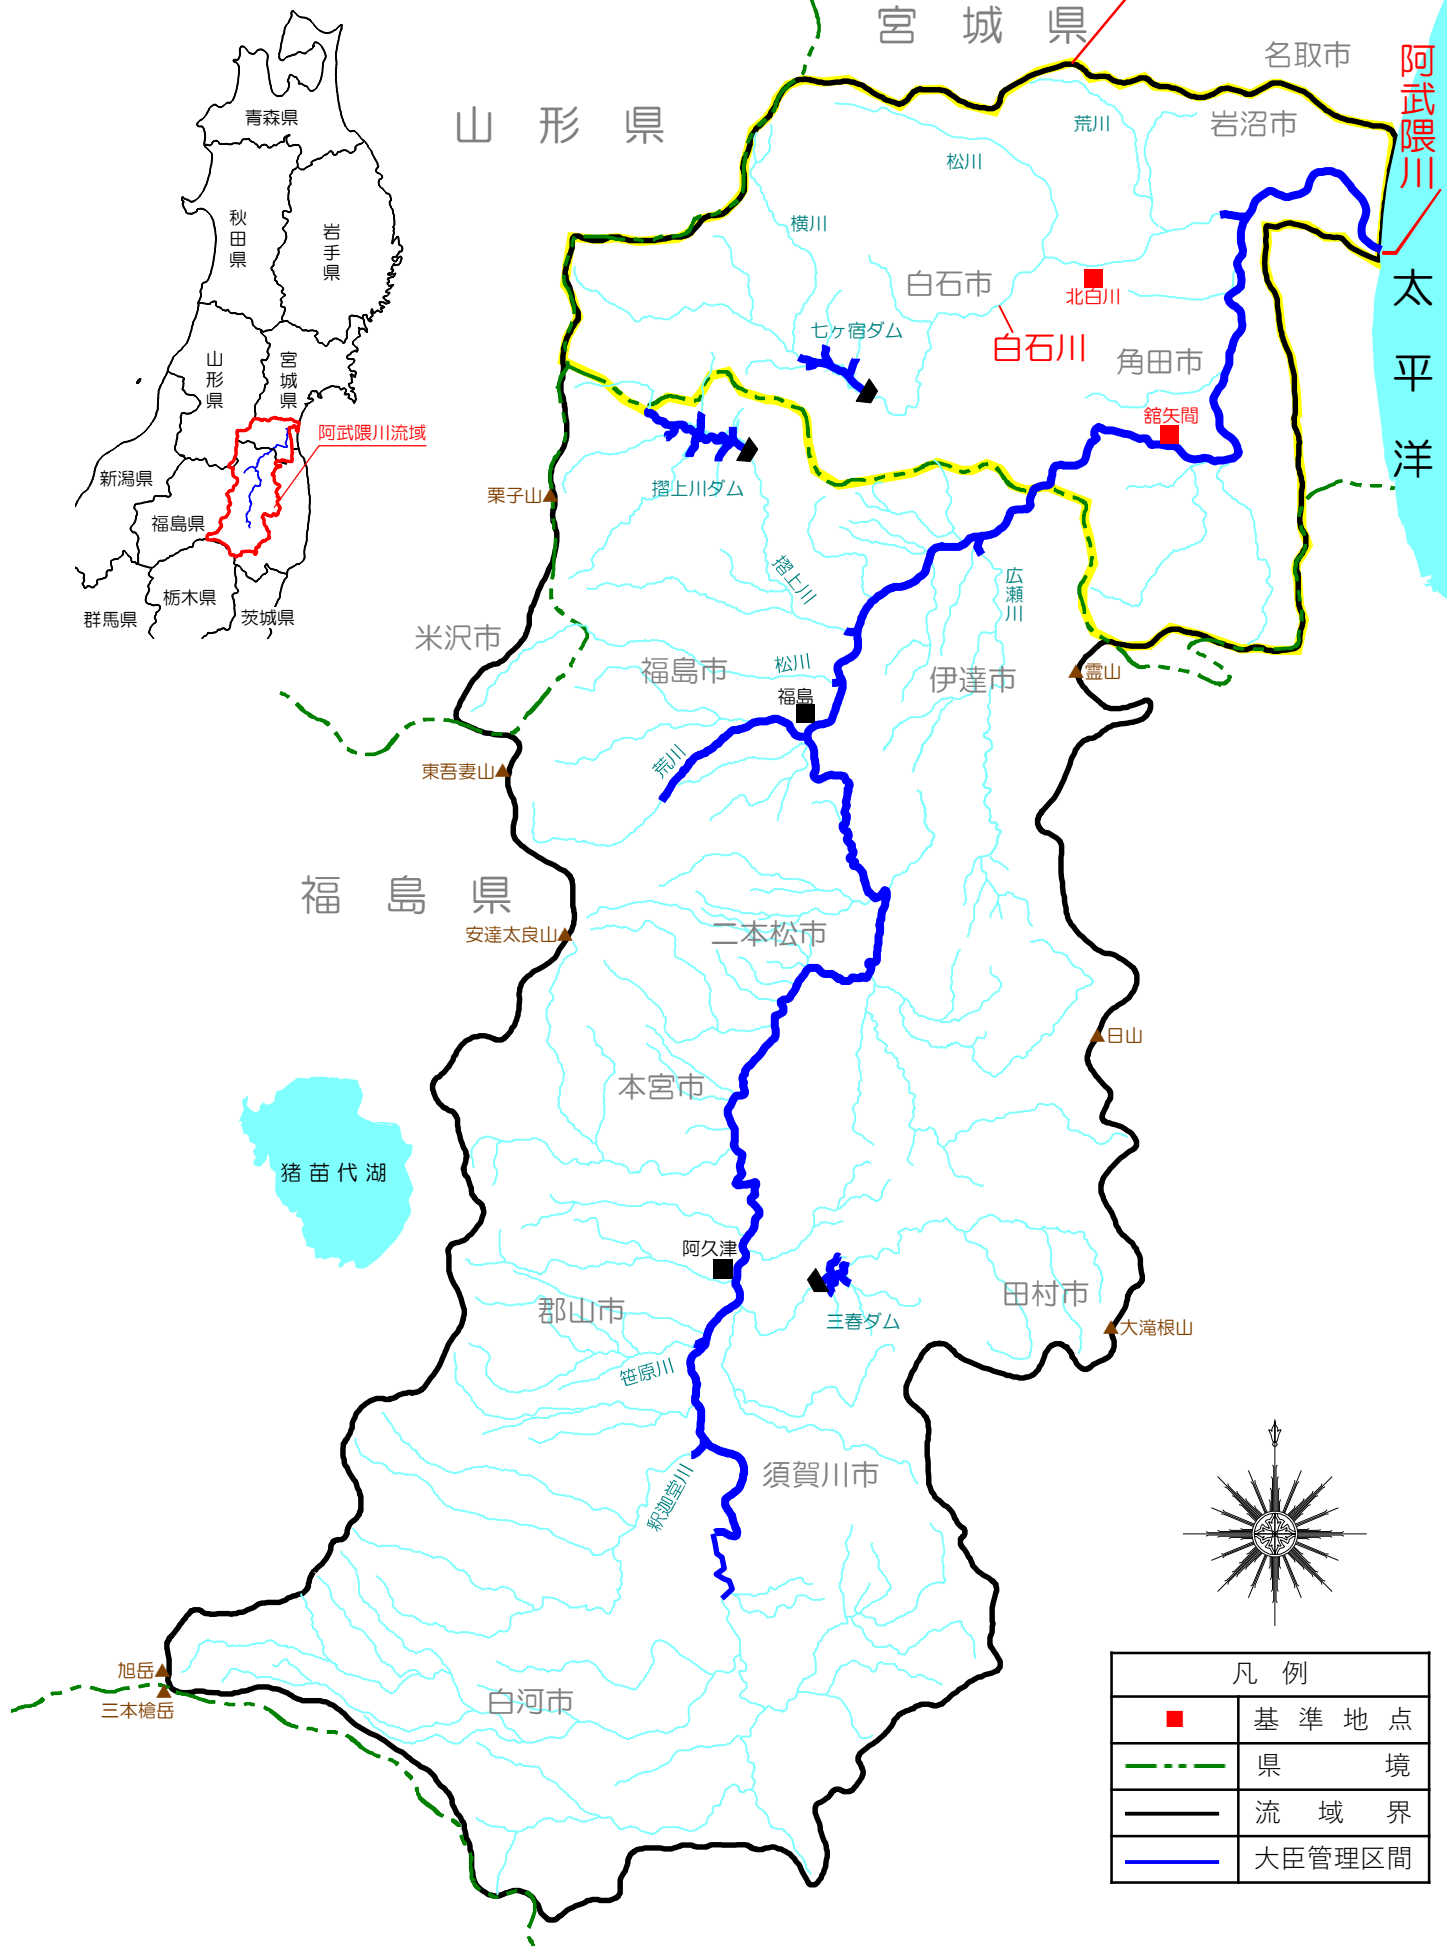 宮城県
名取市
阿武隈川
山形県
荒川
岩沼市
松川
横川
白石市
北白川
太平洋
七ヶ宿ダム
白石川
角田市
舘矢間
摺上川ダム
栗子山
摺上川
広瀬川
米沢市
福島市
松川
伊達市
霊山
福島
荒川
東吾妻山
福島県
安達太良山
二本松市
日山
本宮市
猪苗代湖
阿久津
郡山市
三春ダム
田村市
大滝根山
笹原川
須賀川市
釈迦堂川
旭岳
三本槍岳
白河市
青森県
秋田県
岩手県
山形県
宮城県
阿武隈川流域
新潟県
福島県
栃木県
群馬県
茨城県
凡例
基準地点
県境
流域界
大臣管理区間